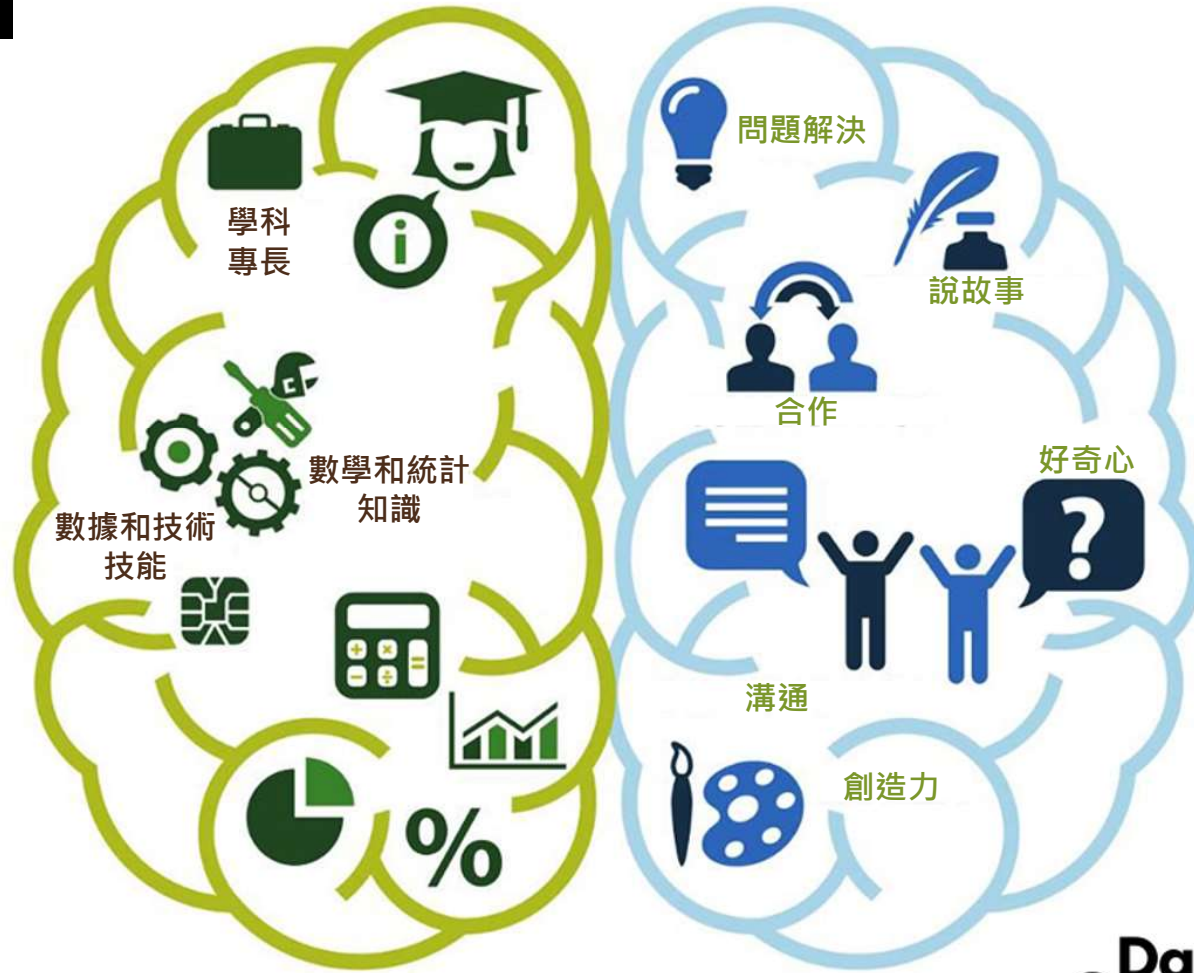 學科
專長
數學和統計
知識
數據和技術
技能
%
問題解決
說故事
合作
好奇心
?
溝通
創造力
Da